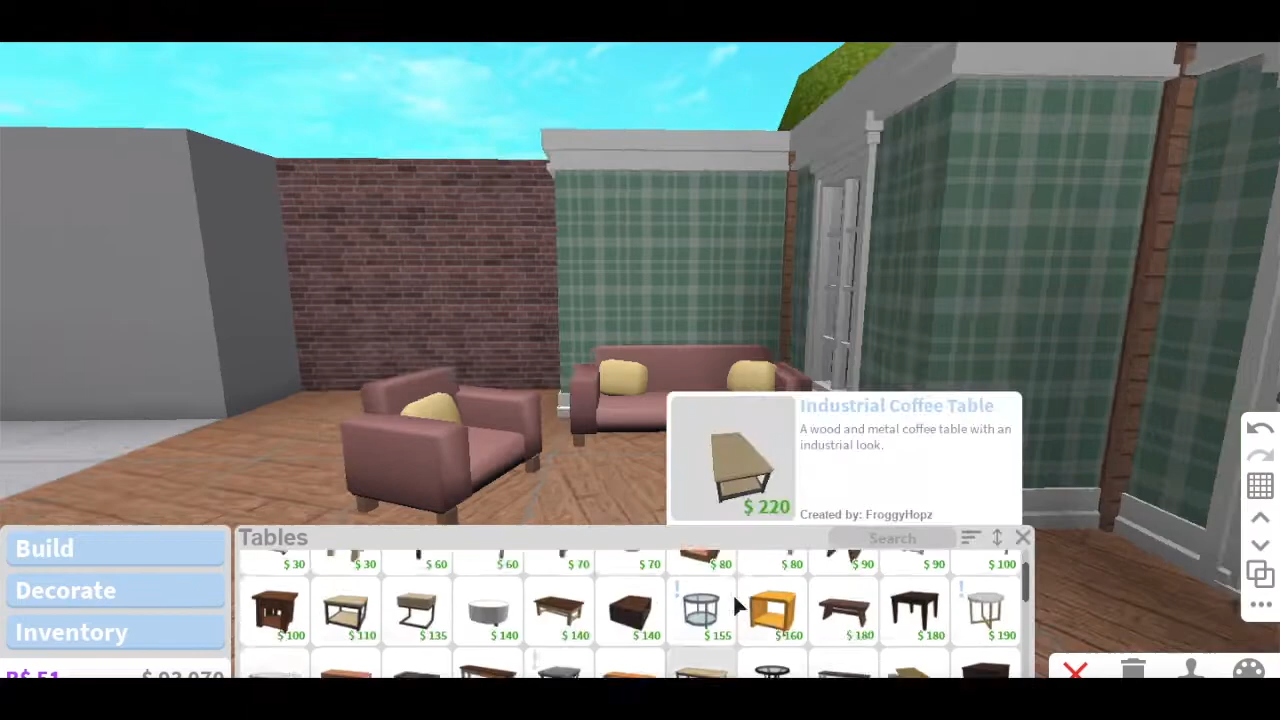 Industrial Coffee Table
A wood and metal coffee table with an
industrial look.
$ 220
Created by: FroggyHopz
Build
Decorate
Inventory
Tables
Search
$ 30 $ 30 $ 60 $ 60 $ 70 $ 70 $ 80 $ 80 $ 90 $ 90 $ 100
$ 100 $ 110 $ 135 $ 140 $ 140 $ 140 $ 155 $ 160 $ 180 $ 180 $ 190